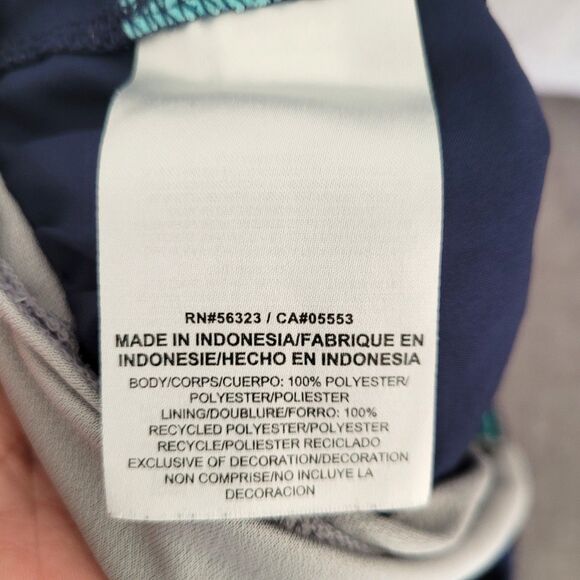 RN#56323 / CA#05553
MADE IN INDONESIA/FABRIQUE EN
INDONESIE/HECHO EN INDONESIA
BODY/CORPS/CUERPO: 100% POLYESTER/
POLYESTER/POLIESTER
LINING/DOUBLURE/FORRO: 100%
RECYCLED POLYESTER/POLYESTER
RECYCLE/POLIESTER RECICLADO
EXCLUSIVE OF DECORATION/DECORATION
NON COMPRISE/NO INCLUYE LA
DECORACION